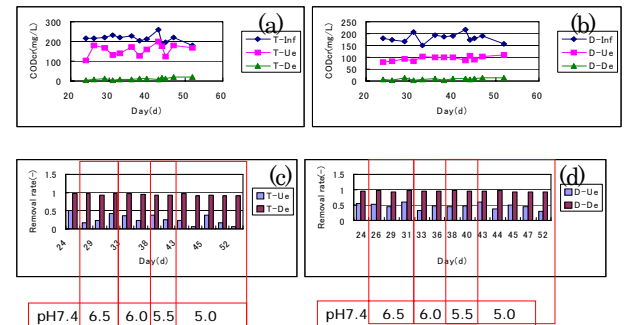 (a)
CODcr(mg/L)
300
200
100
0
20 30 40 50 60
Day(d)
T-Inf
T-Ue
T-De
(b)
CODcr(mg/L)
250
200
150
100
50
0
20 30 40 50 60
Day(d)
D-Inf
D-Ue
D-De
(c)
Removal rate(-)
1.5
1
0.5
0
24 29 33 38 43 45 52
Day(d)
T-Ue
T-De
pH7.4 6.5 6.0 5.5 5.0
(d)
Removal rate(-)
1.5
1
0.5
0
24 26 29 31 33 36 38 40 43 44 45 47 52
Day(d)
D-Ue
D-De
pH7.4 6.5 6.0 5.5 5.0